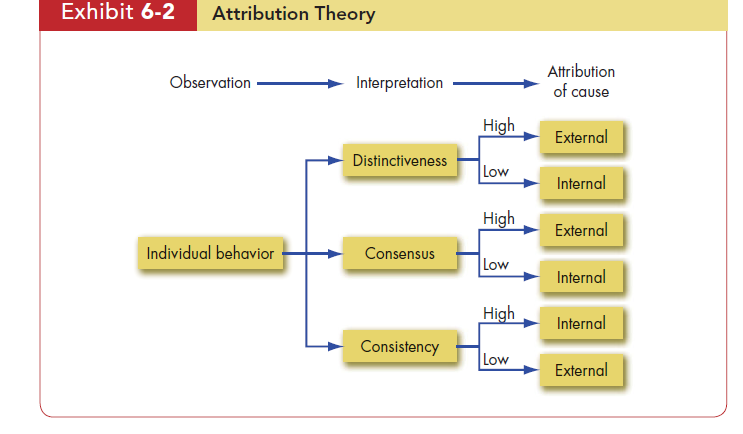 Exhibit 6-2 Attribution Theory
Observation Interpretation Attribution
of cause
High
External
Distinctiveness
Low
Internal
High
External
Individual behavior Consensus
Low
Internal
High
Internal
Consistency
Low
External